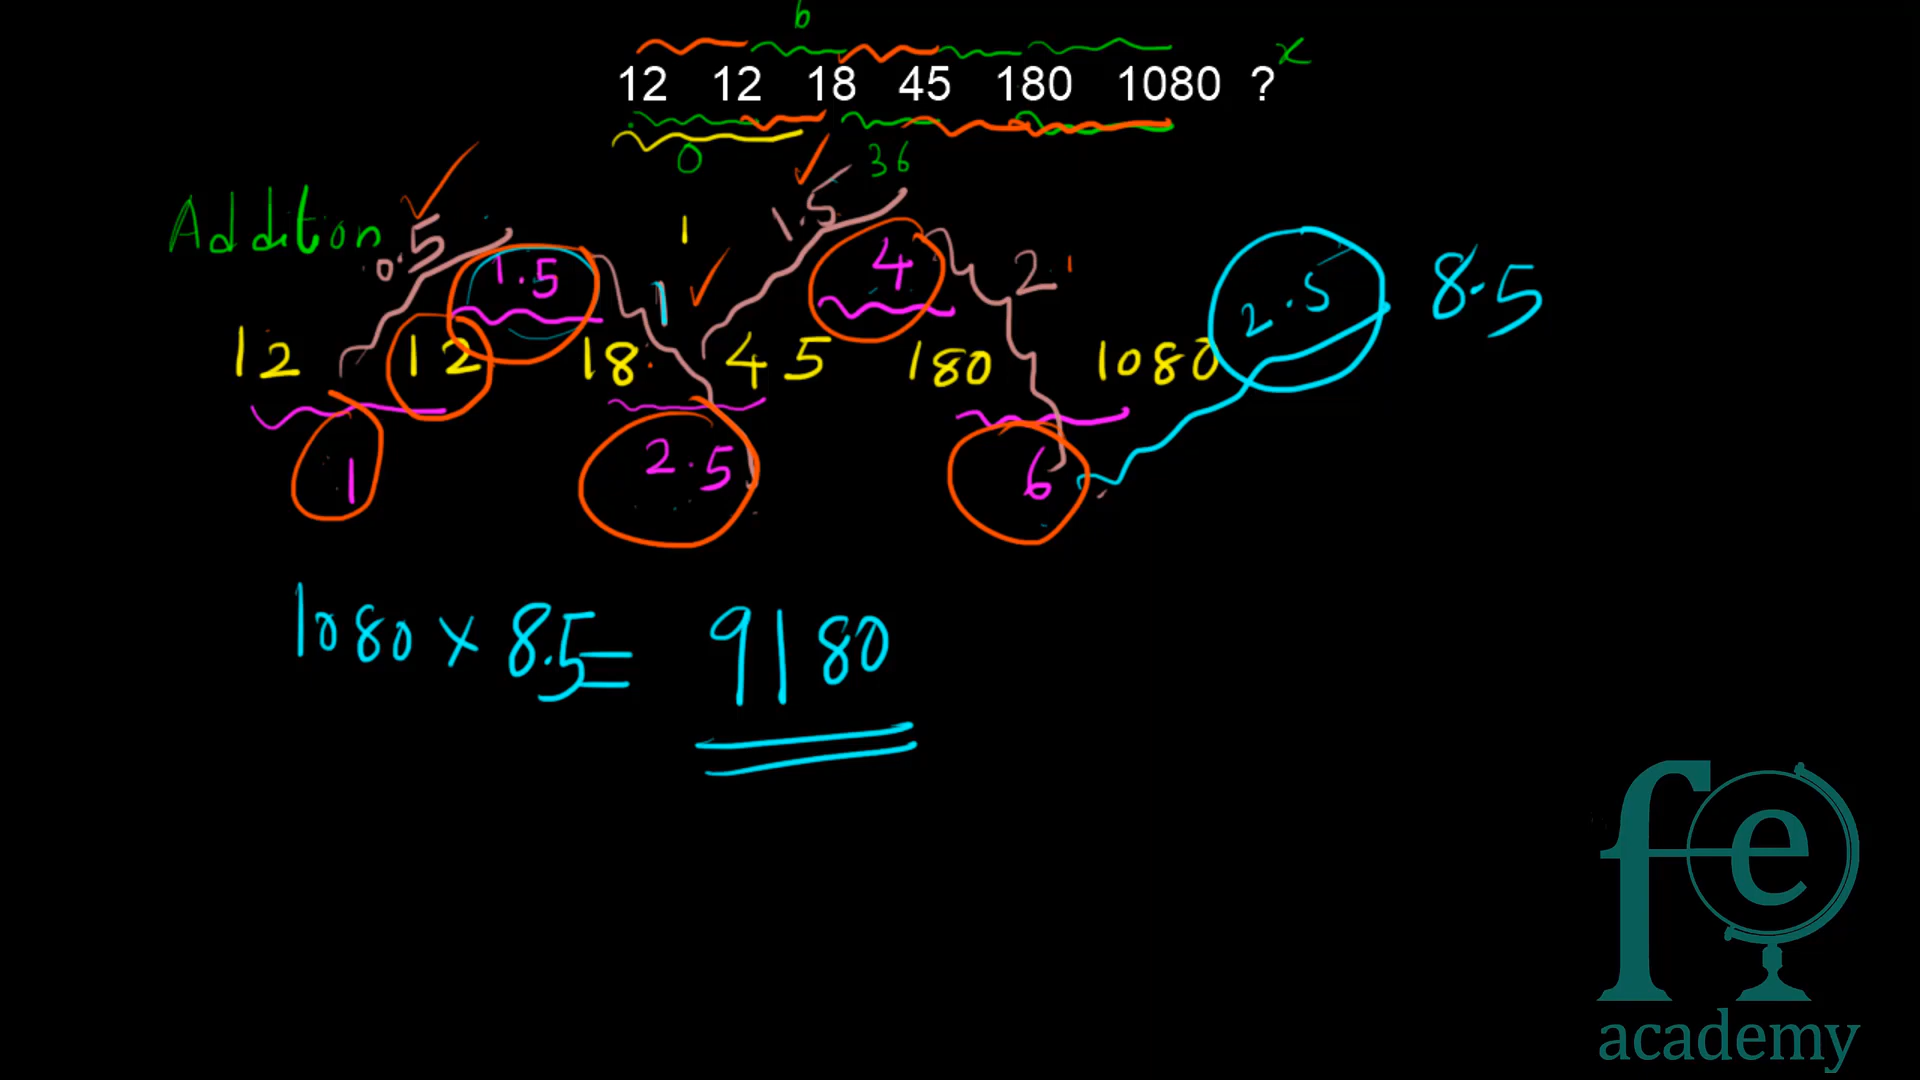 b
12 12 18 45 180 1080 ? x
0 36
Addition 0.5 1.5 1 1 1.5 4 2 2.5 8.5
12 12 18 45 180 1080
1 2.5 6
1080 x 8.5 = 9180
fe
academy